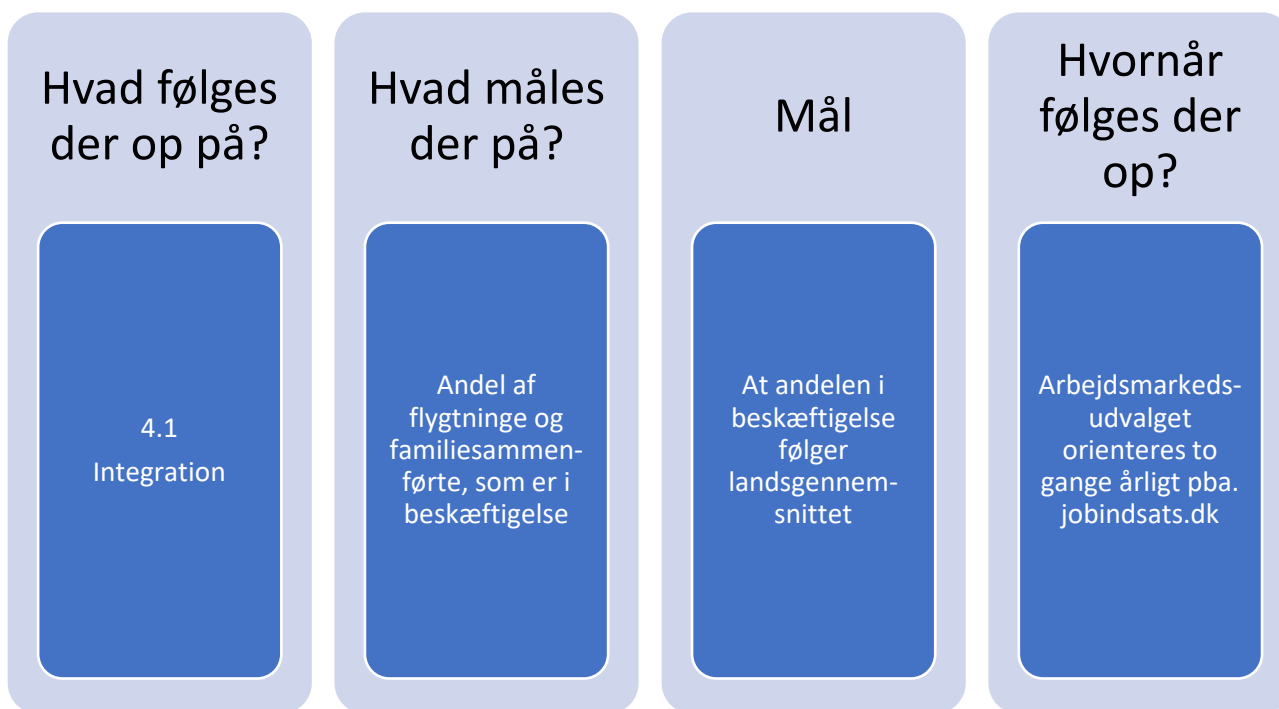 Hvad følges
der op på?
4.1
Integration
Hvad måles
der på?
Andel af
flygtninge og
familiesammen-
førte, som er i
beskæftigelse
Mål
At andelen i
beskæftigelse
følger
landsgennem-
snittet
Hvornår
følges der
op?
Arbejdsmarkeds-
udvalget
orienteres to
gange årligt pba.
jobindsats.dk